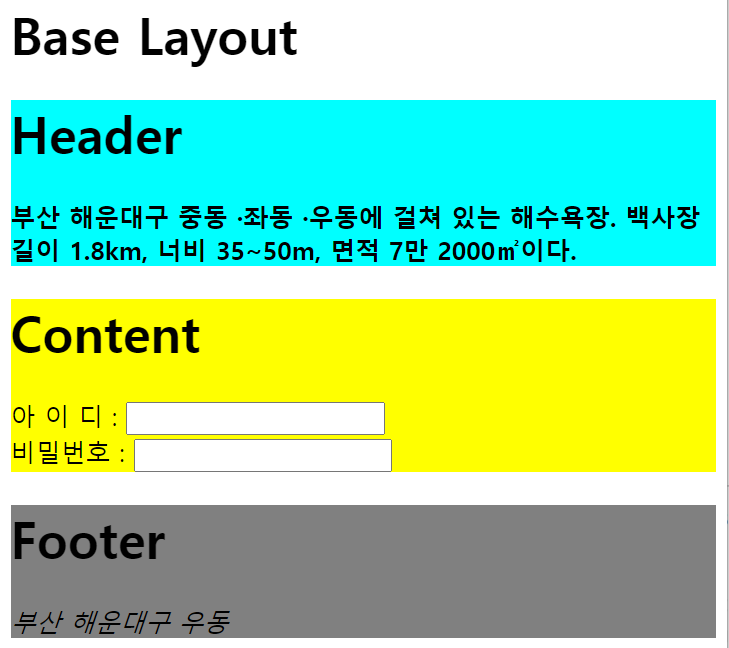 Base Layout
Header
부산 해운대구 중동 ·좌동 ·우동에 걸쳐 있는 해수욕장. 백사장
길이 1.8km, 너비 35~50m, 면적 7만 2000㎡이다.
Content
아 이 디 :
비밀번호 :
Footer
부산 해운대구 우동